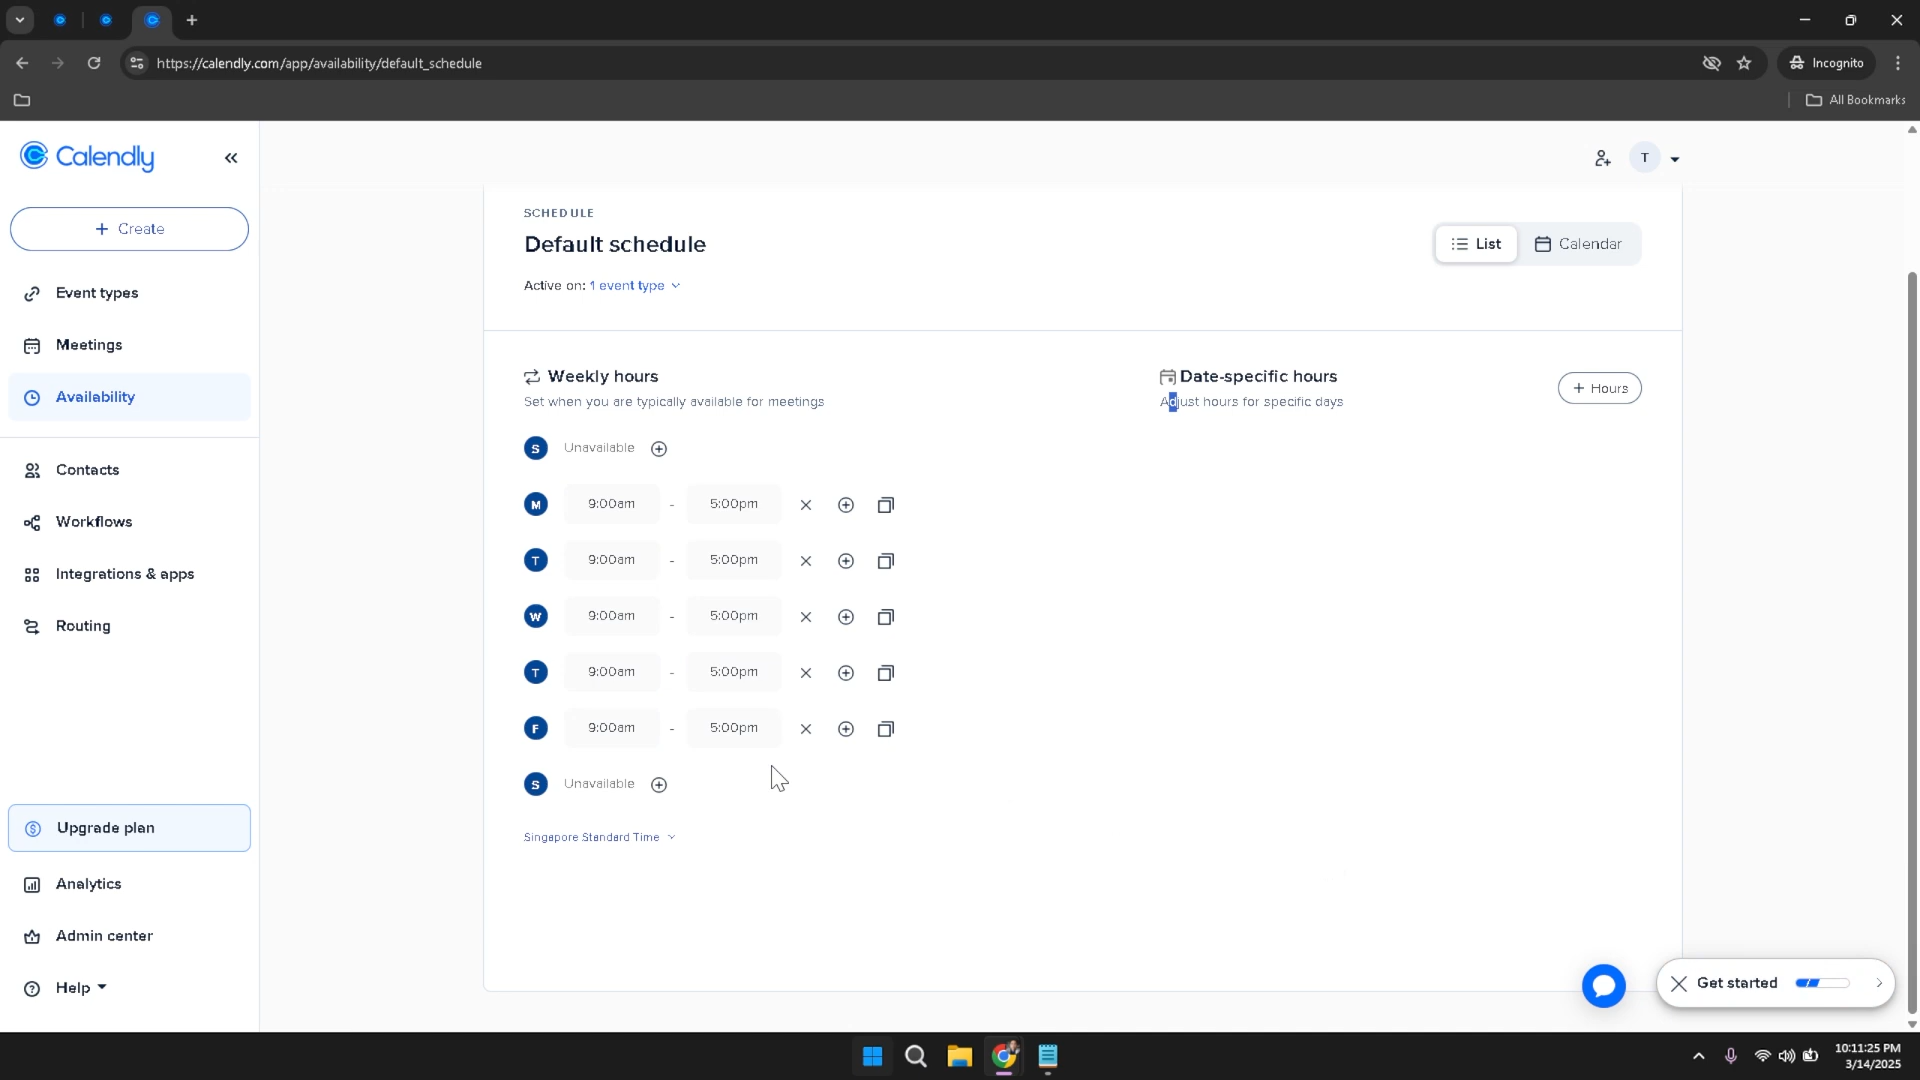 https://calendly.com/app/availability/default_schedule
Incognito
All Bookmarks
Calendly
+ Create
Event types
Meetings
Availability
Contacts
Workflows
Integrations & apps
Routing
Upgrade plan
Analytics
Admin center
Help
T
SCHEDULE
Default schedule
Active on: 1 event type
List
Calendar
Weekly hours
Set when you are typically available for meetings
S Unavailable
M 9:00am - 5:00pm
T 9:00am - 5:00pm
W 9:00am - 5:00pm
T 9:00am - 5:00pm
F 9:00am - 5:00pm
S Unavailable
Singapore Standard Time
Date-specific hours
Adjust hours for specific days
+ Hours
Get started
10:11:25 PM
3/14/2025